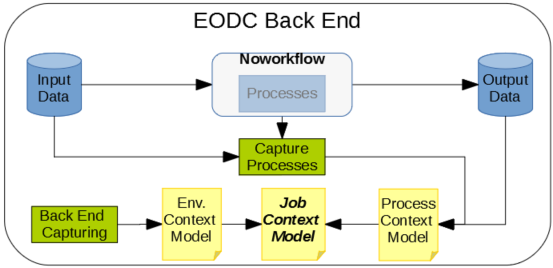 EODC Back End
Noworkflow
Input
Data
Processes
Output
Data
Capture
Processes
Back End
Capturing
Env.
Context
Model
Job
Context
Model
Process
Context
Model